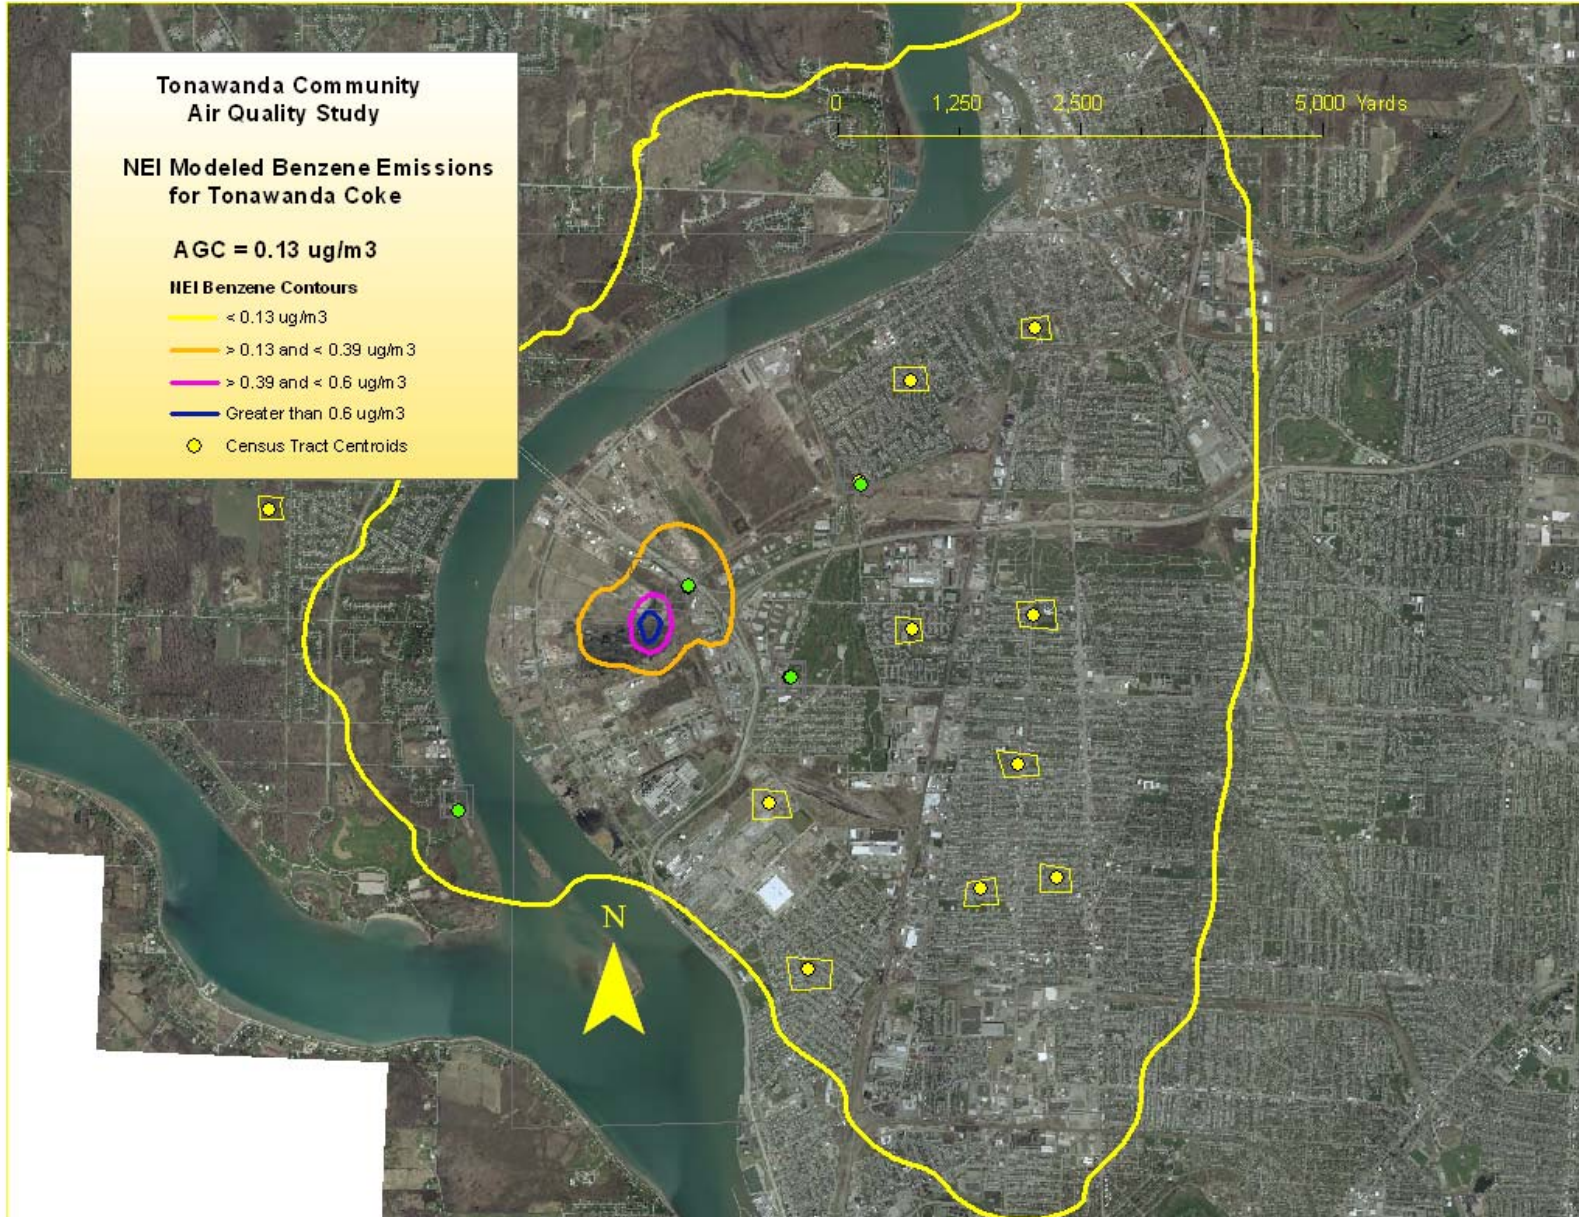 Tonawanda Community
Air Quality Study
NEI Modeled Benzene Emissions
for Tonawanda Coke
AGC = 0.13 ug/m3
NEI Benzene Contours
< 0.13 ug/m3
> 0.13 and < 0.39 ug/m3
> 0.39 and < 0.6 ug/m3
Greater than 0.6 ug/m3
Census Tract Centroids
0 1,250 2,500 5,000 Yards
N